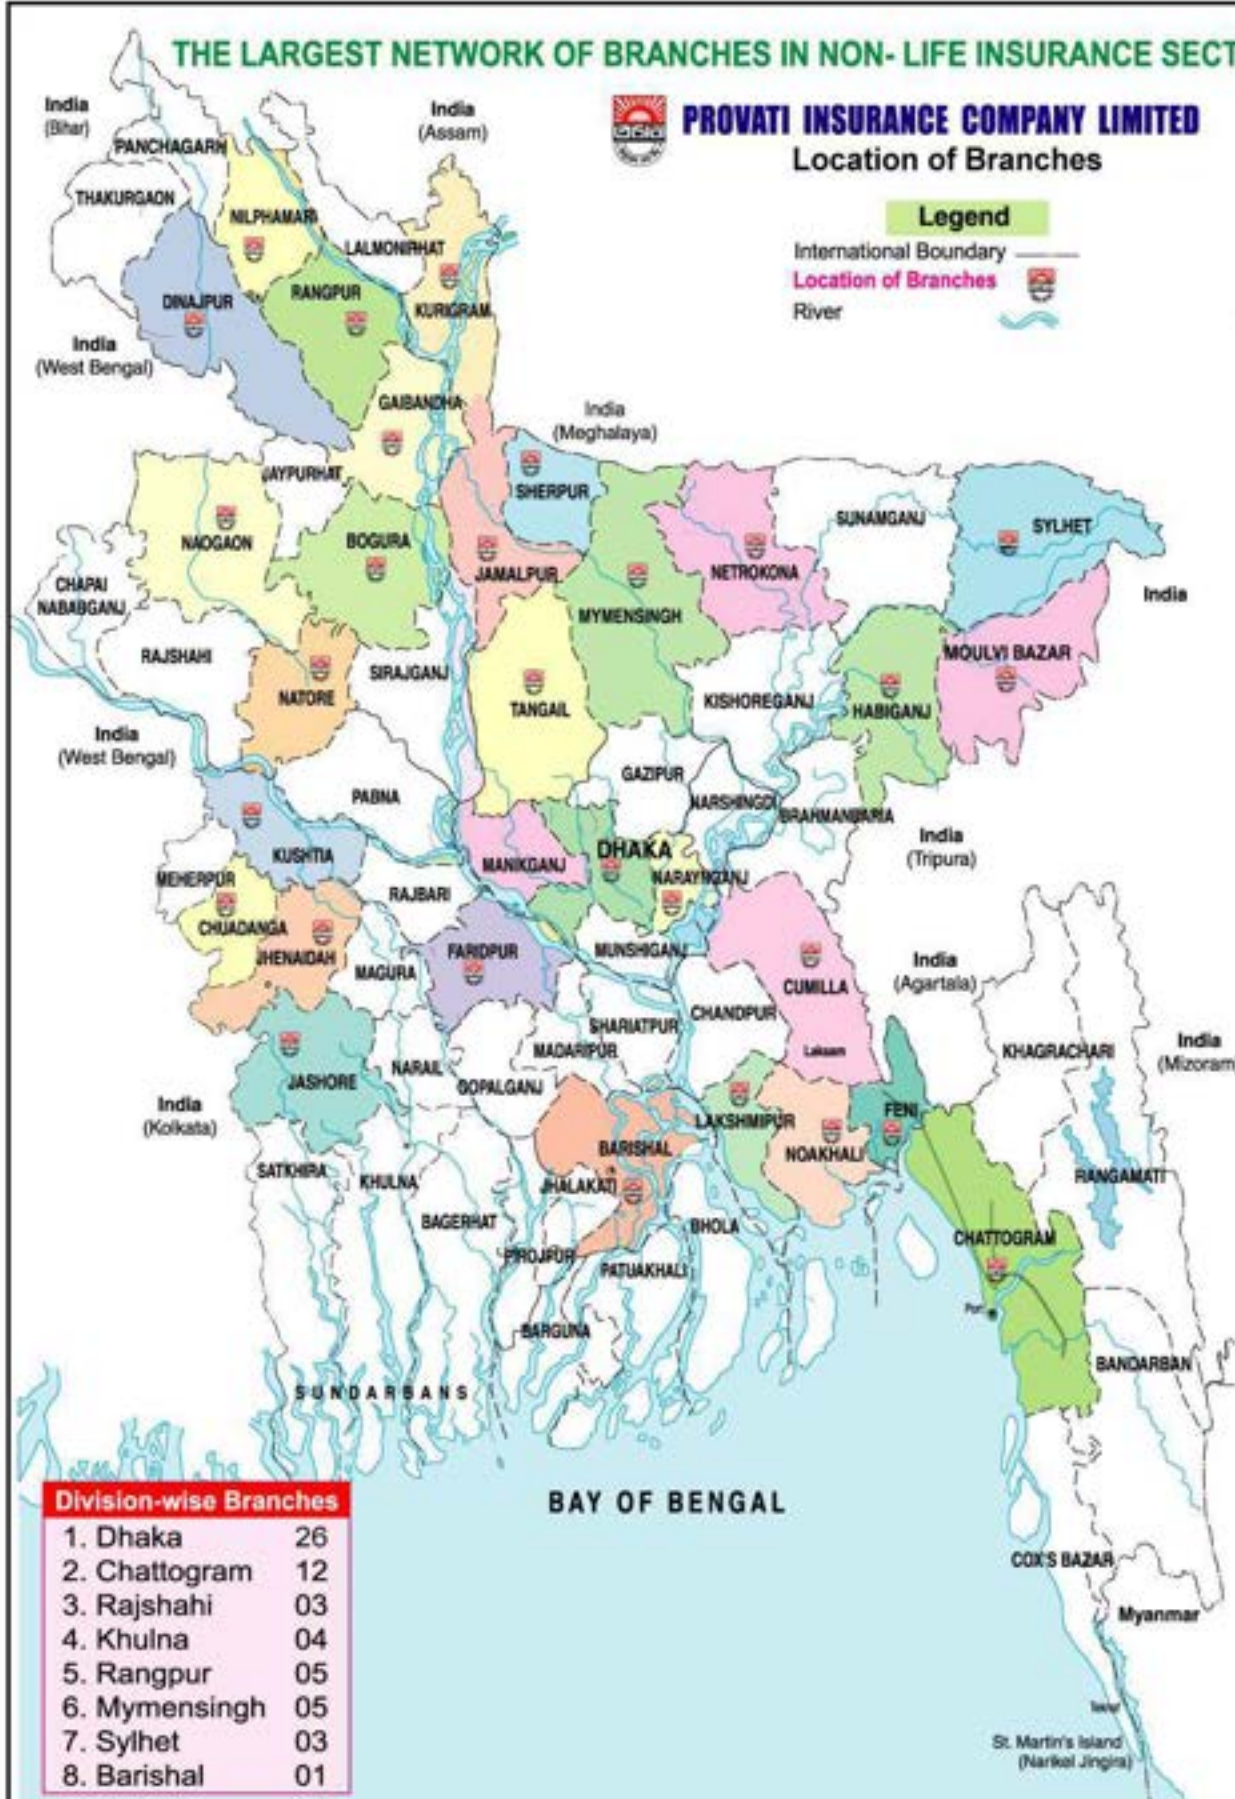 THE LARGEST NETWORK OF BRANCHES IN NON- LIFE INSURANCE SECT
PROVATI INSURANCE COMPANY LIMITED
Location of Branches
Legend
International Boundary
Location of Branches
River
India
(Bihar)
India
(Assam)
PANCHAGARH
THAKURGAON
NILPHAMARI
LALMONIRHAT
DINAJPUR
RANGPUR
KURIGRAM
India
(West Bengal)
GAIBANDHA
India
(Meghalaya)
JAYPURHAT
SHERPUR
SUNAMGANJ
SYLHET
NAOGAON
BOGURA
JAMALPUR
NETROKONA
CHAPAI
NABABGANJ
India
MYMENSINGH
RAJSHAHI
SIRAJGANJ
MOULVI BAZAR
NATORE
TANGAIL
KISHOREGANJ
HABIGANJ
India
(West Bengal)
GAZIPUR
PABNA
NARSHINGDI
BRAHMANBARIA
KUSHTIA
MANIKGANJ
DHAKA
India
(Tripura)
MEHERPUR
RAJBARI
NARAYNGANJ
CHUADANGA
JHENAIDAH
MAGURA
FARIDPUR
MUNSHIGANJ
CUMILLA
India
(Agartala)
CHANDPUR
SHARIATPUR
MADARIPUR
Laksam
KHAGRACHARI
India
(Mizoram
JASHORE
NARAIL
GOPALGANJ
India
(Kolkata)
LAKSHMIPUR
FENI
BARISHAL
NOAKHALI
SATKHIRA
KHULNA
JHALAKATI
RANGAMATI
BAGERHAT
BHOLA
CHATTOGRAM
PIROJPUR
PATUAKHALI
Port
BARGUNA
BANDARBAN
SUNDARBANS
BAY OF BENGAL
COX'S BAZAR
Myanmar
St. Martin's Island
(Narikel Jingira)
Division-wise Branches
1. Dhaka 26
2. Chattogram 12
3. Rajshahi 03
4. Khulna 04
5. Rangpur 05
6. Mymensingh 05
7. Sylhet 03
8. Barishal 01